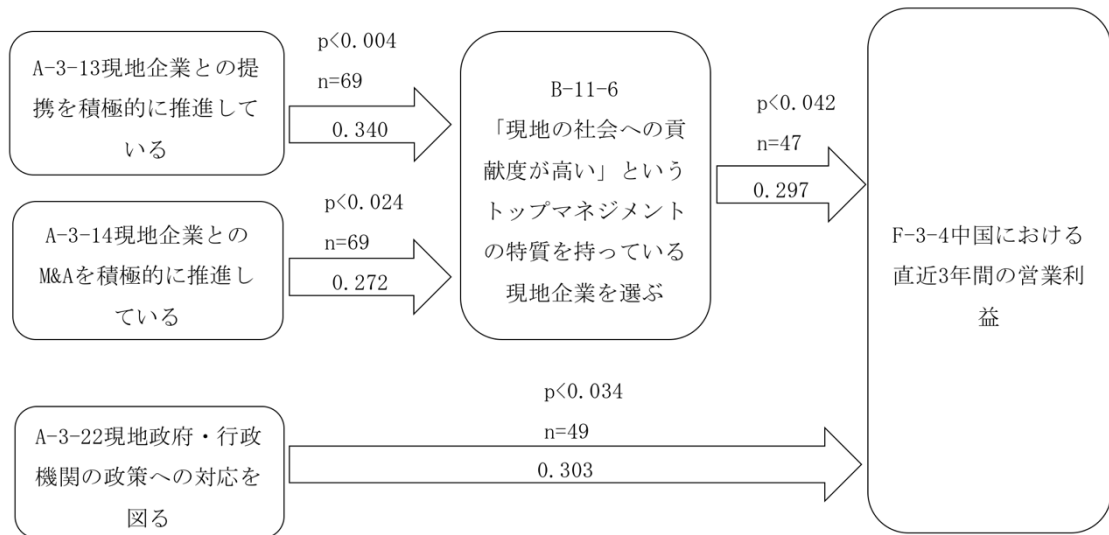 A-3-13現地企業との提
携を積極的に推進して
いる
p<0.004
n=69
0.340
A-3-14現地企業との
M&Aを積極的に推進し
ている
p<0.024
n=69
0.272
B-11-6
「現地の社会への貢
献度が高い」という
トップマネジメント
の特質を持っている
現地企業を選ぶ
p<0.042
n=47
0.297
A-3-22現地政府・行政
機関の政策への対応を
図る
p<0.034
n=49
0.303
F-3-4中国における
直近3年間の営業利
益